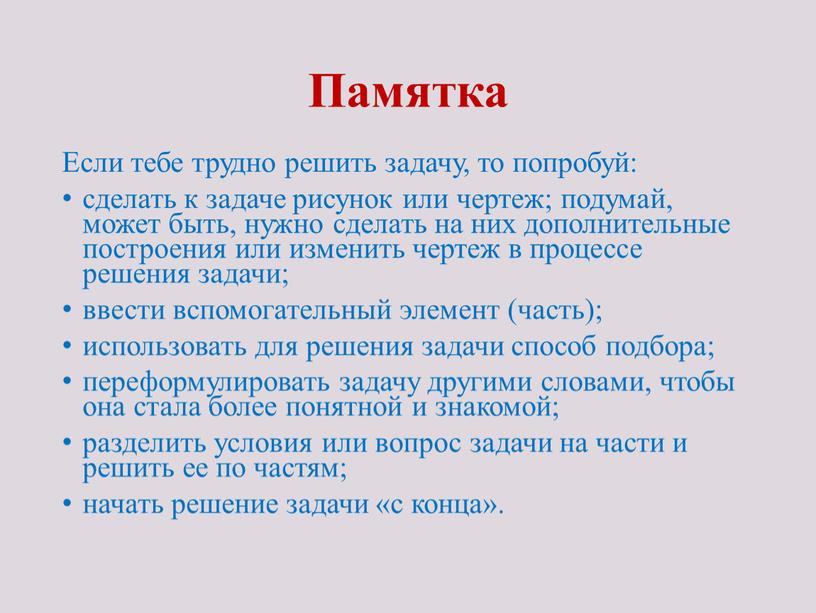 Памятка
Если тебе трудно решить задачу, то попробуй:
• сделать к задаче рисунок или чертеж; подумай,
может быть, нужно сделать на них дополнительные
построения или изменить чертеж в процессе
решения задачи;
• ввести вспомогательный элемент (часть);
• использовать для решения задачи способ подбора;
• переформулировать задачу другими словами, чтобы
она стала более понятной и знакомой;
• разделить условия или вопрос задачи на части и
решить ее по частям;
• начать решение задачи «с конца».